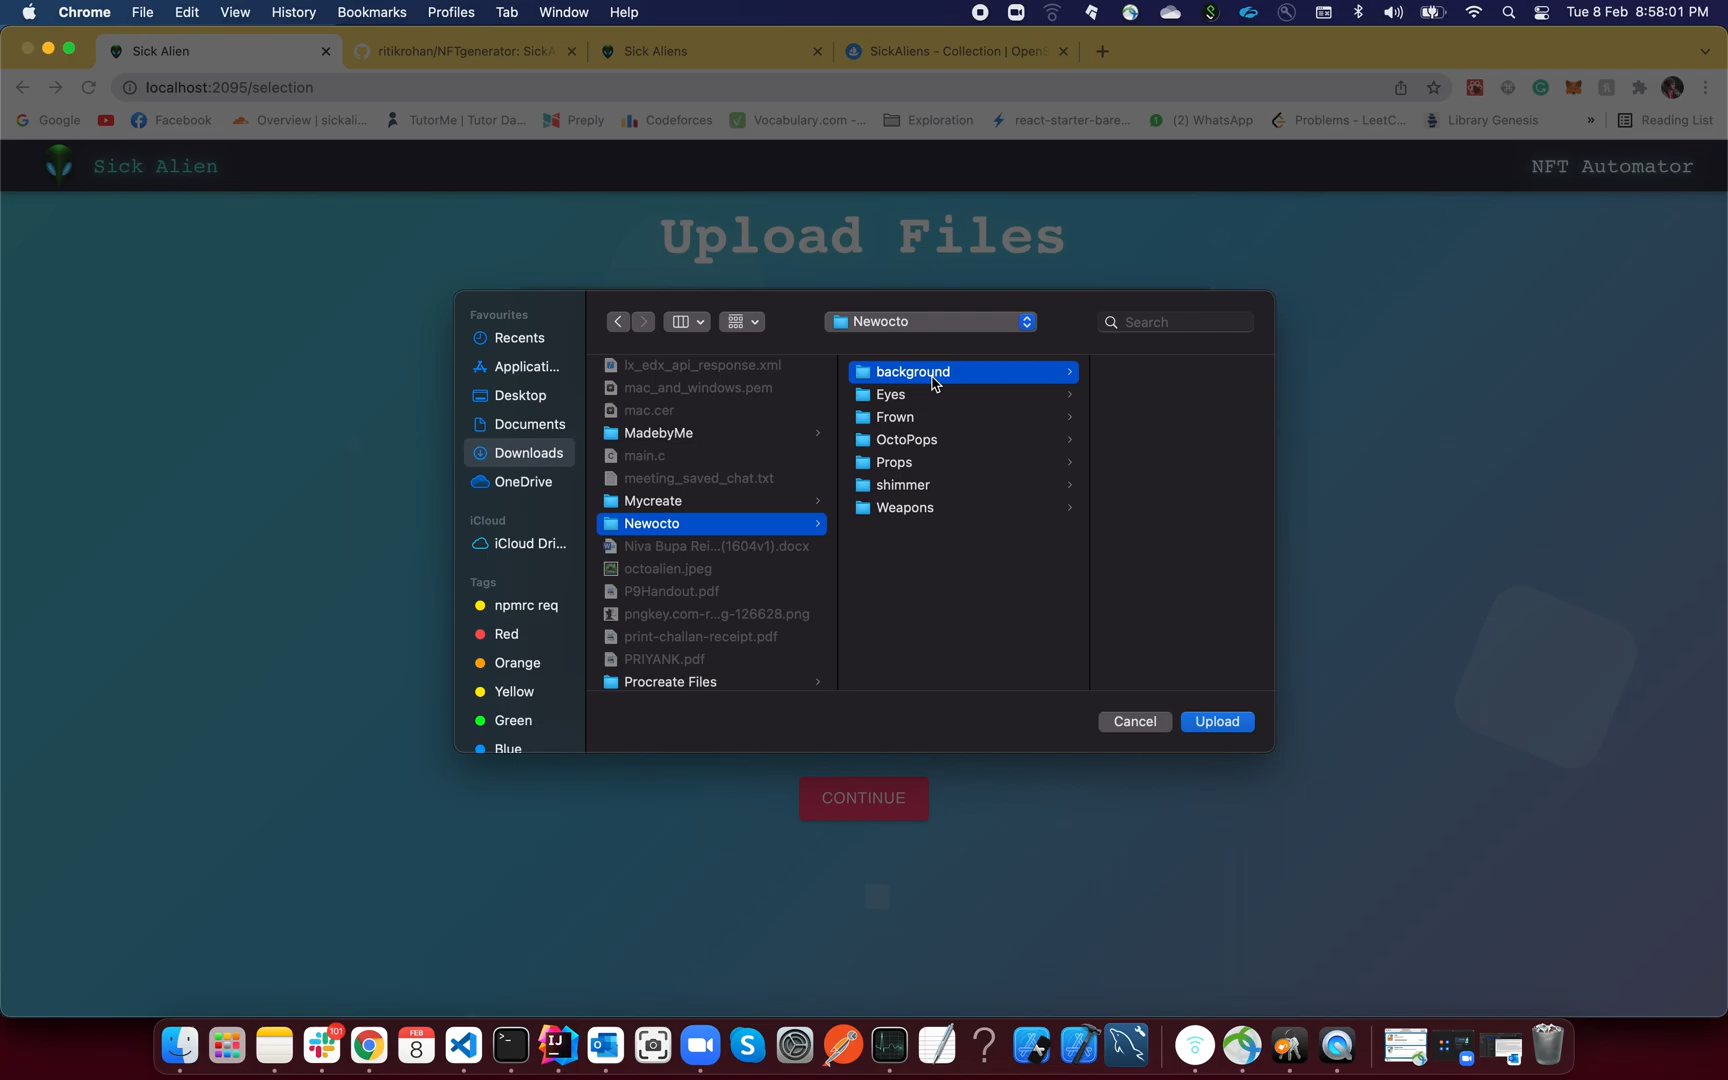 Chrome File Edit View History Bookmarks Profiles Tab Window Help Tue 8 Feb 8:58:01 PM
Sick Alien ritikrohan/NFTgenerator: SickA Sick Aliens SickAliens - Collection | OpenS
localhost:2095/selection
Google Facebook Overview | sickali... TutorMe | Tutor Da... Preply Codeforces Vocabulary.com -... Exploration react-starter-bare... (2) WhatsApp Problems - LeetC... Library Genesis » Reading List
Sick Alien NFT Automator
Upload Files
Favourites
Recents
Applicati...
Desktop
Documents
Downloads
OneDrive
iCloud
iCloud Dri...
Tags
npmrc req
Red
Orange
Yellow
Green
Blue
Newocto
Search
lx_edx_api_response.xml
mac_and_windows.pem
mac.cer
MadebyMe
main.c
meeting_saved_chat.txt
Mycreate
Newocto
Niva Bupa Rei...(1604v1).docx
octoalien.jpeg
P9Handout.pdf
pngkey.com-r...g-126628.png
print-challan-receipt.pdf
PRIYANK.pdf
Procreate Files
background
Eyes
Frown
OctoPops
Props
shimmer
Weapons
Cancel Upload
CONTINUE
101
FEB
8
IJ